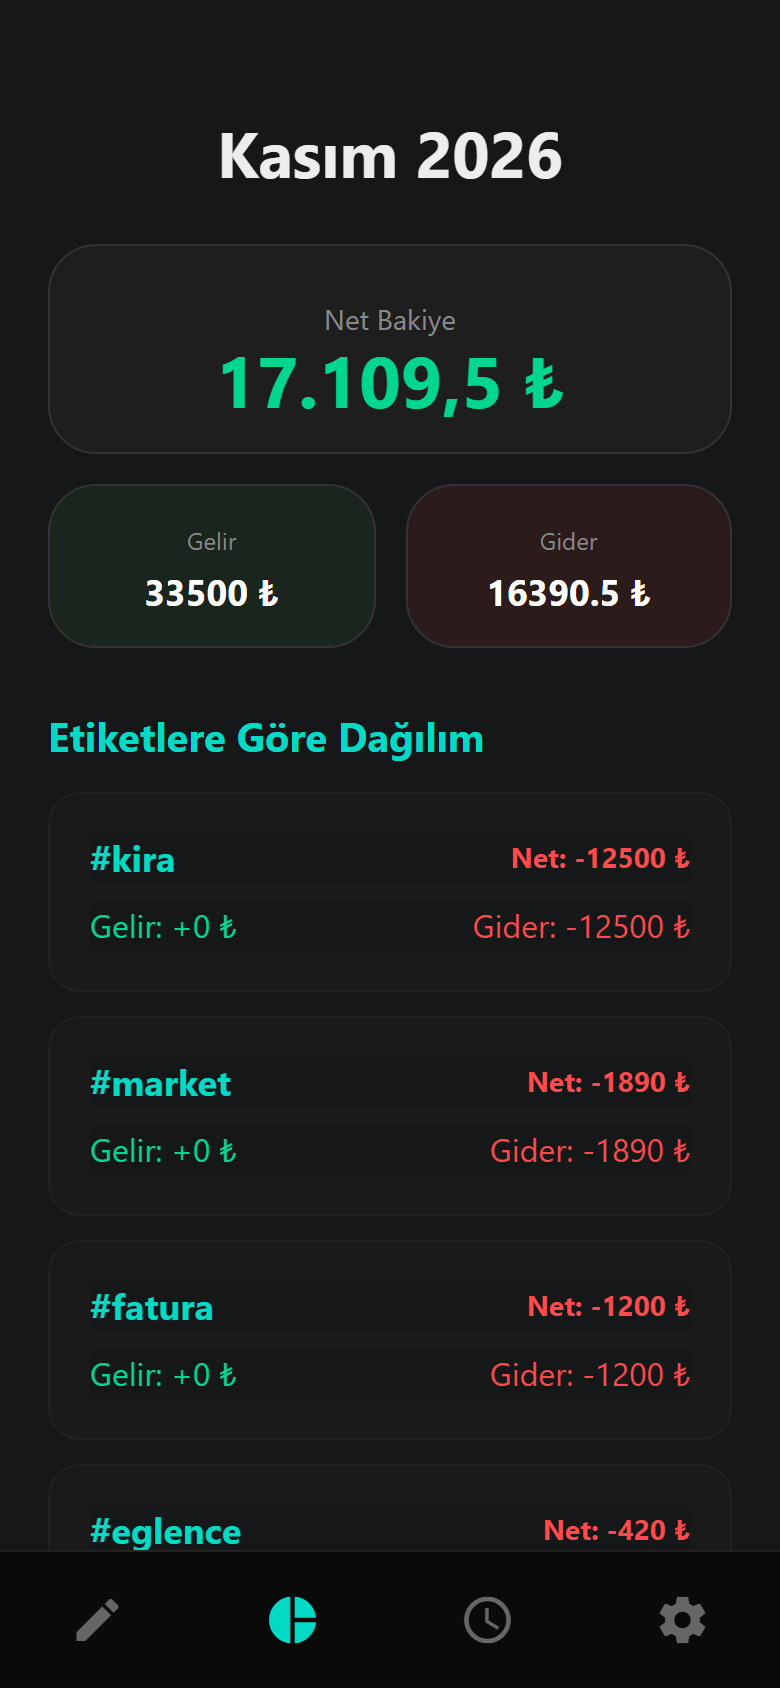 Kasım 2026
Net Bakiye
17.109,5 ₺
Gelir
33500 ₺
Gider
16390.5 ₺
Etiketlere Göre Dağılım
#kira Net: -12500 ₺
Gelir: +0 ₺ Gider: -12500 ₺
#market Net: -1890 ₺
Gelir: +0 ₺ Gider: -1890 ₺
#fatura Net: -1200 ₺
Gelir: +0 ₺ Gider: -1200 ₺
#eglence Net: -420 ₺